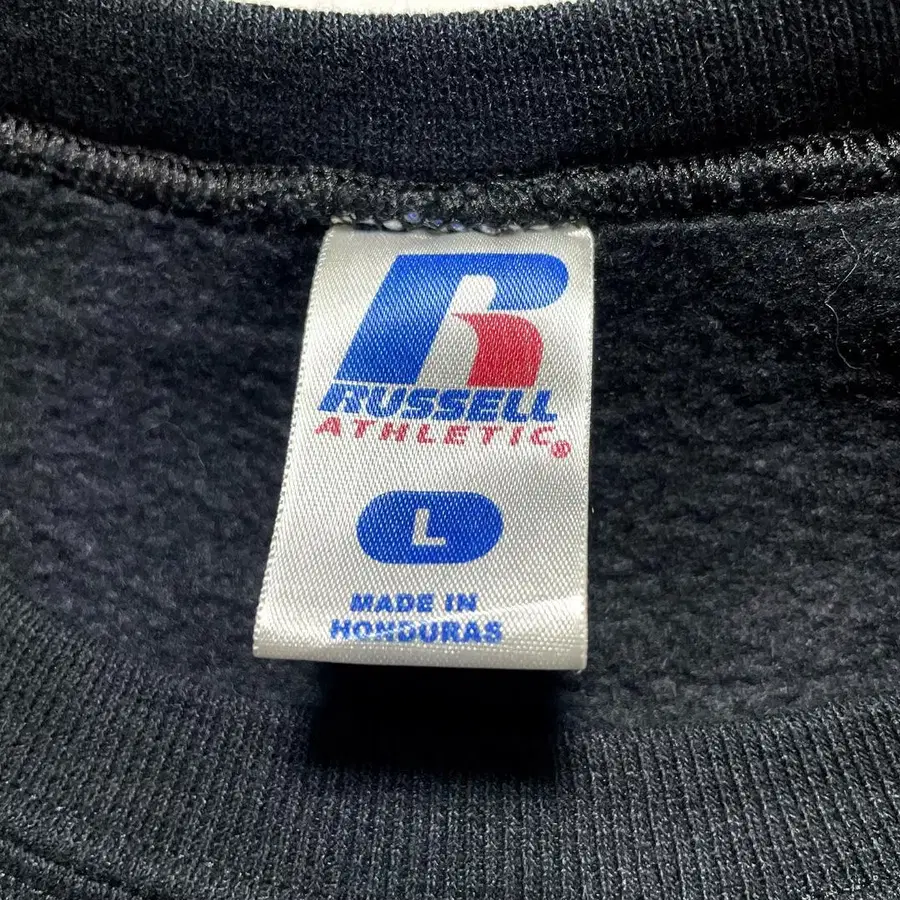 R
RUSSELL
ATHLETIC®
L
MADE IN
HONDURAS